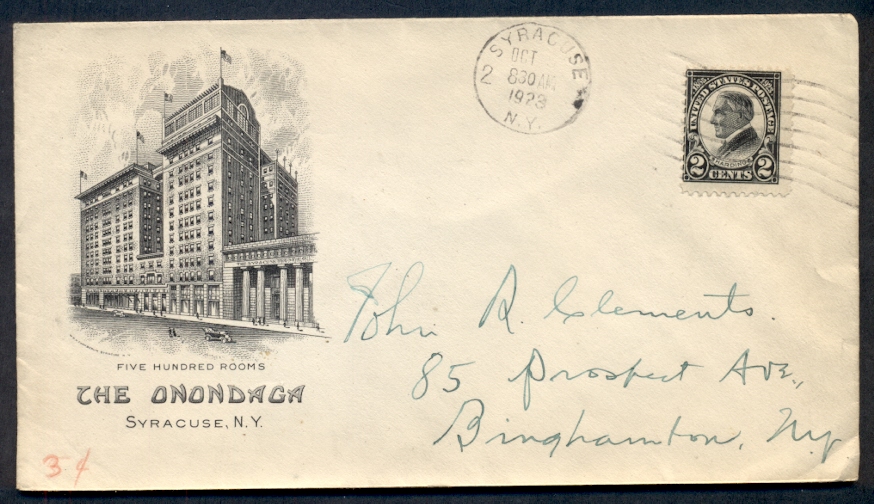 SYRACUSE
OCT
2
830 AM
1923
N.Y.
UNITED STATES POSTAGE
HARDING
2 CENTS 2
FIVE HUNDRED ROOMS
THE ONONDAGA
SYRACUSE, N.Y.
John R. Clements.
85 Prospect Ave.,
Binghamton, Ny
3¢